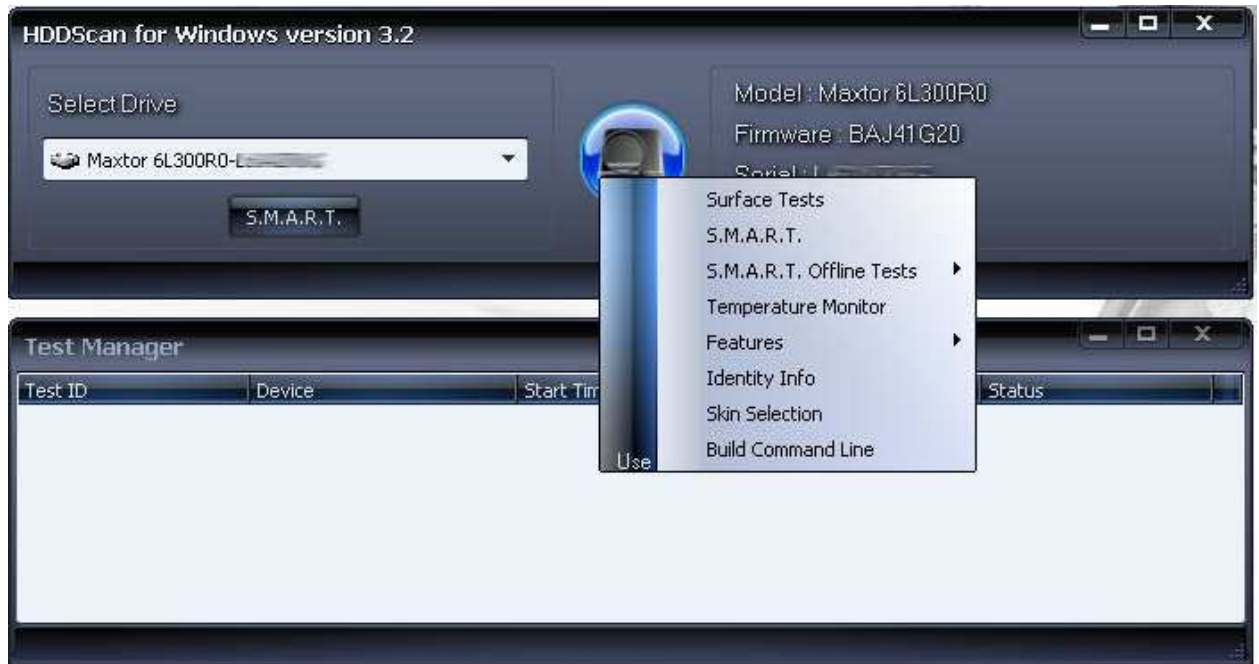 HDDScan for Windows version 3.2
Select Drive
Maxtor 6L300R0-L
S.M.A.R.T.
Model : Maxtor 6L300R0
Firmware : BAJ41G20
Serial : L
Surface Tests
S.M.A.R.T.
S.M.A.R.T. Offline Tests
Temperature Monitor
Features
Identity Info
Skin Selection
Build Command Line
Use
Test Manager
Test ID Device Start Tim Status